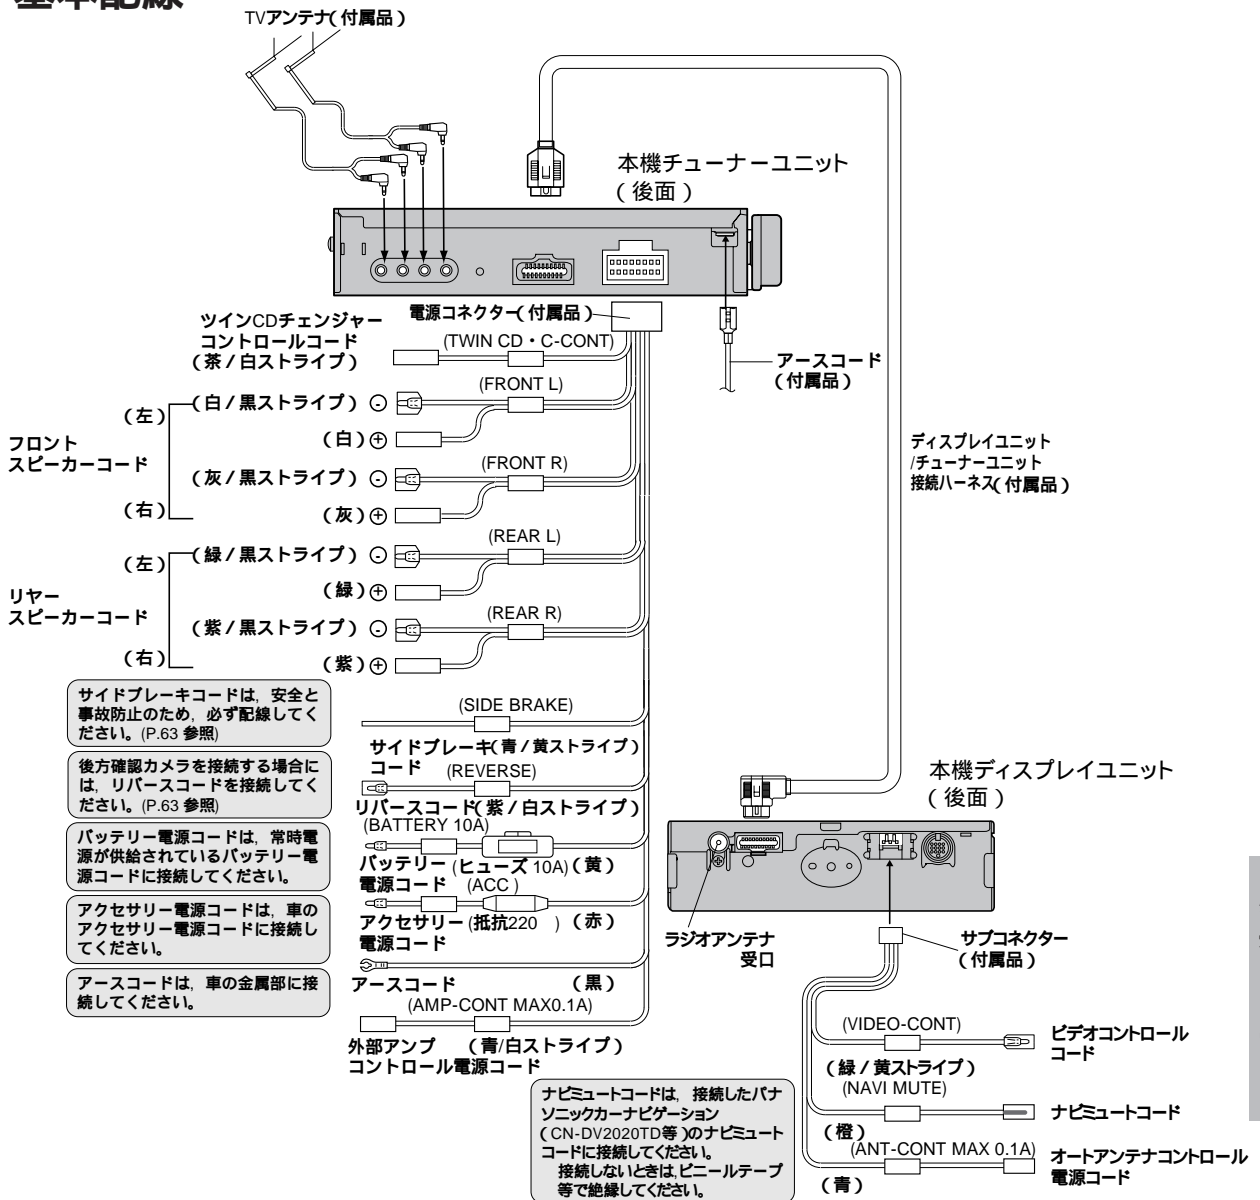 基本配線
TVアンテナ(付属品)
本機チューナーユニット
(後面)
電源コネクター(付属品)
ツインCDチェンジャー
コントロールコード
(茶/白ストライプ)
(TWIN CD・C-CONT)
アースコード
(付属品)
(FRONT L)
(左)
(白/黒ストライプ) -
(白) +
フロント
スピーカーコード
(FRONT R)
(灰/黒ストライプ) -
(右)
(灰) +
ディスプレイユニット
/チューナーユニット
接続ハーネス(付属品)
(REAR L)
(左)
(緑/黒ストライプ) -
(緑) +
リヤー
スピーカーコード
(REAR R)
(紫/黒ストライプ) -
(右)
(紫) +
サイドブレーキコードは, 安全と
事故防止のため, 必ず配線してく
ださい。(P.63 参照)
(SIDE BRAKE)
サイドブレーキ(青/黄ストライプ)
コード
後方確認カメラを接続する場合に
は, リバースコードを接続してく
ださい。(P.63 参照)
(REVERSE)
リバースコード(紫/白ストライプ)
バッテリー電源コードは, 常時電
源が供給されているバッテリー電
源コードに接続してください。
(BATTERY 10A)
バッテリー (ヒューズ 10A) (黄)
電源コード
アクセサリー電源コードは, 車の
アクセサリー電源コードに接続し
てください。
(ACC )
アクセサリー (抵抗220 ) (赤)
電源コード
アースコードは, 車の金属部に接
続してください。
アースコード (黒)
(AMP-CONT MAX0.1A)
外部アンプ (青/白ストライプ)
コントロール電源コード
本機ディスプレイユニット
(後面)
ラジオアンテナ
受口
サブコネクター
(付属品)
(VIDEO-CONT)
(緑/黄ストライプ)
ビデオコントロール
コード
(NAVI MUTE)
(橙)
ナビミュートコード
(ANT-CONT MAX 0.1A)
(青)
オートアンテナコントロール
電源コード
ナビミュートコードは, 接続したパナ
ソニックカーナビゲーション
(CN-DV2020TD等)のナビミュート
コードに接続してください。
接続しないときは,ビニールテープ
等で絶縁してください。